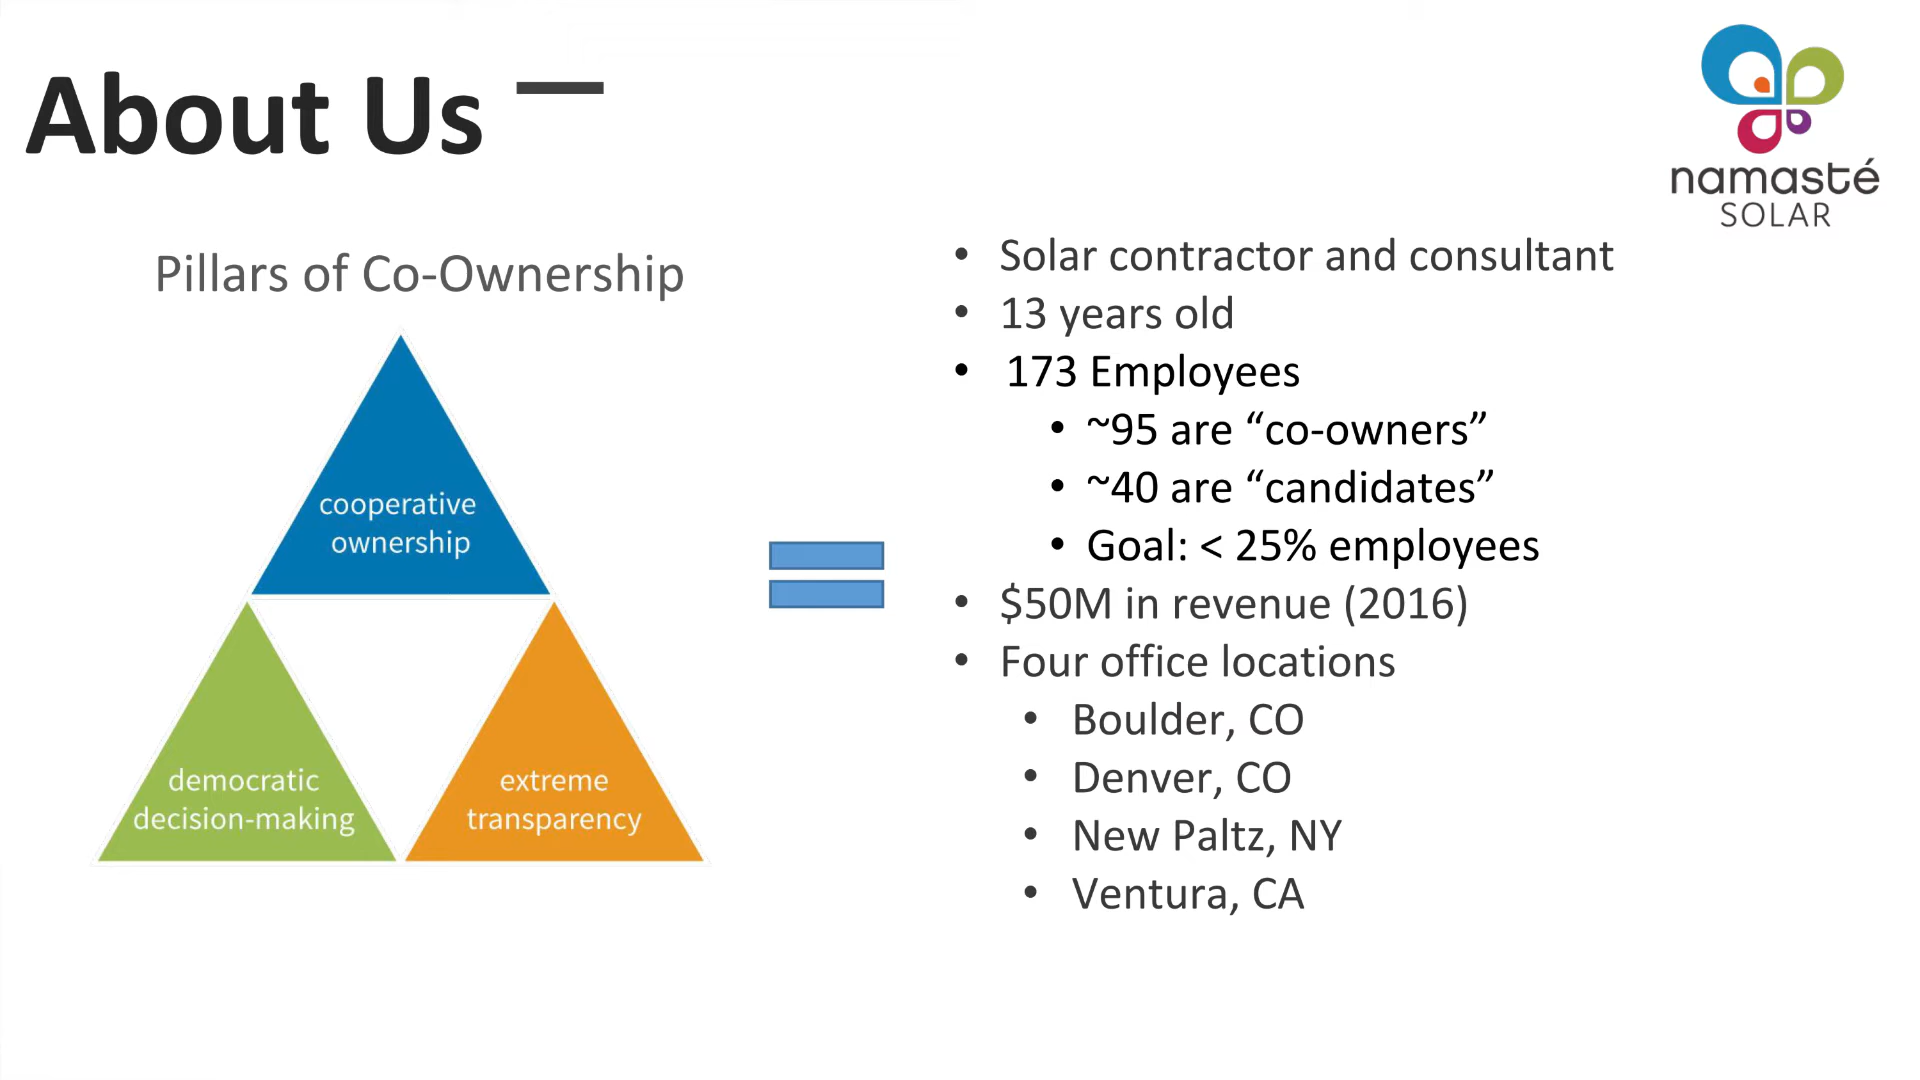 About Us
namasté
SOLAR
Pillars of Co-Ownership
cooperative
ownership
democratic
decision-making
extreme
transparency
• Solar contractor and consultant
• 13 years old
• 173 Employees
• ~95 are “co-owners”
• ~40 are “candidates”
• Goal: < 25% employees
• $50M in revenue (2016)
• Four office locations
• Boulder, CO
• Denver, CO
• New Paltz, NY
• Ventura, CA